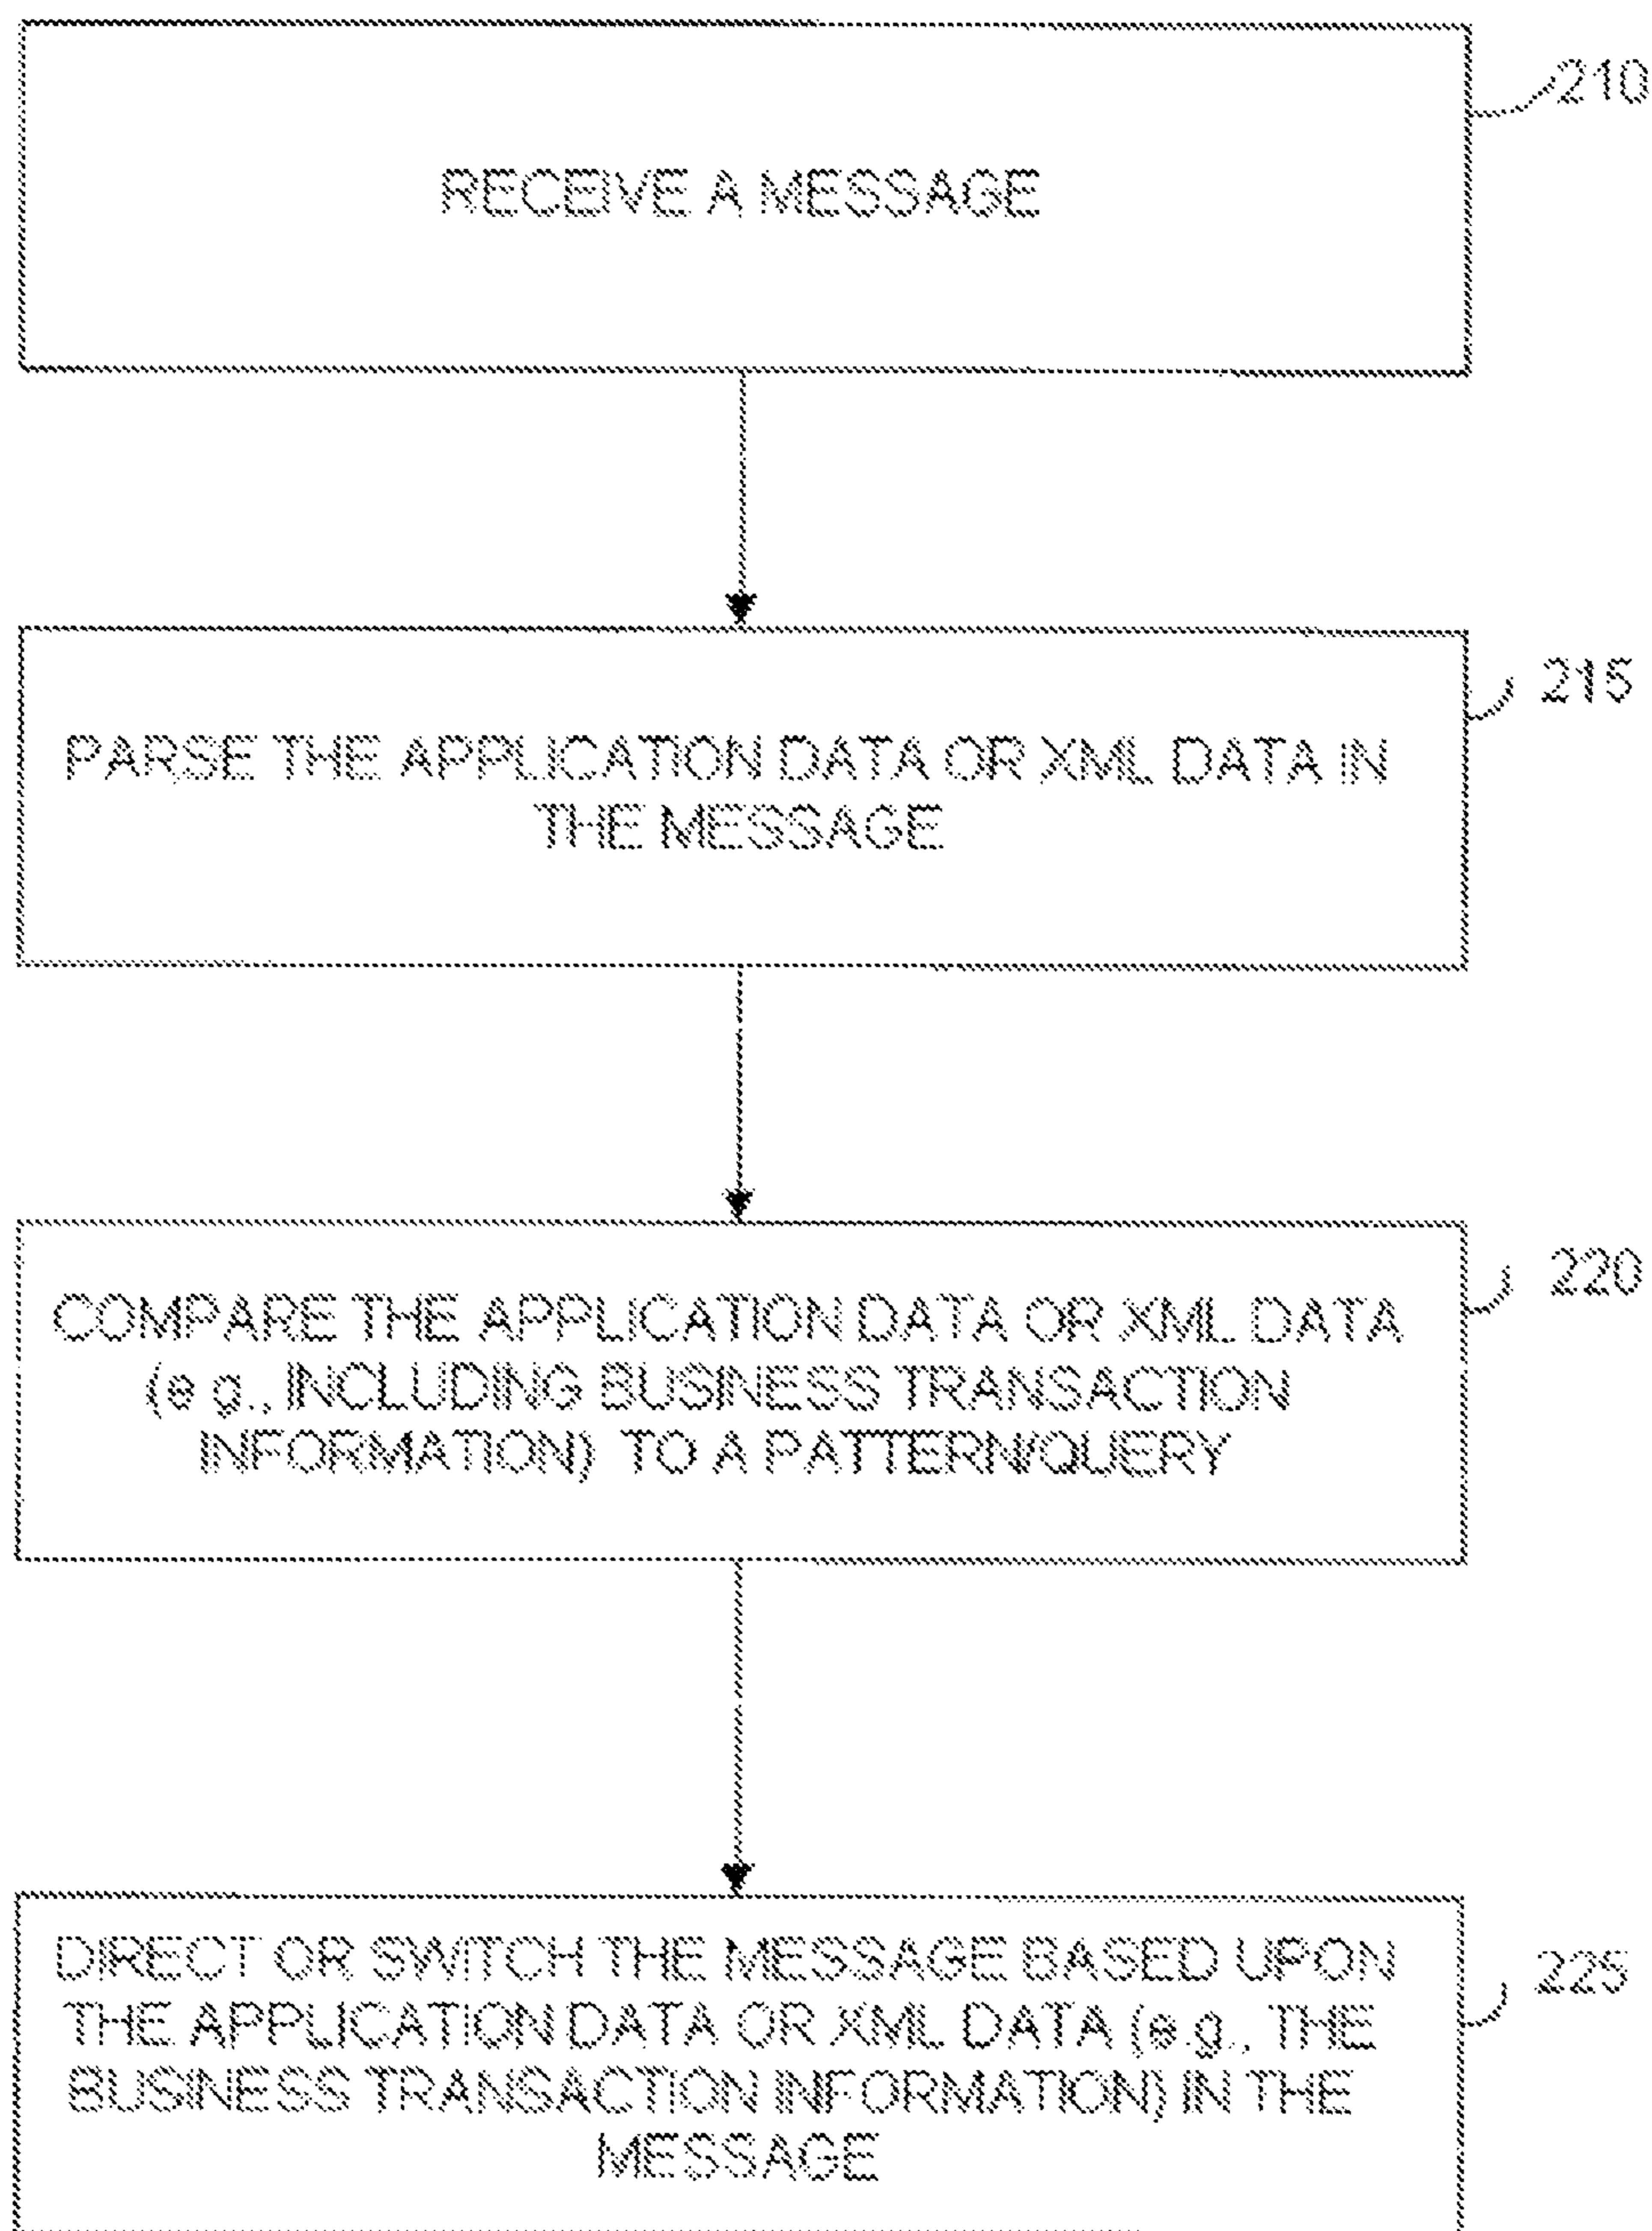 210
RECEIVE A MESSAGE
215
PARSE THE APPLICATION DATA OR XML DATA IN
THE MESSAGE
220
COMPARE THE APPLICATION DATA OR XML DATA
(e.g., INCLUDING BUSINESS TRANSACTION
INFORMATION) TO A PATTERN/QUERY
225
DIRECT OR SWITCH THE MESSAGE BASED UPON
THE APPLICATION DATA OR XML DATA (e.g., THE
BUSINESS TRANSACTION INFORMATION) IN THE
MESSAGE